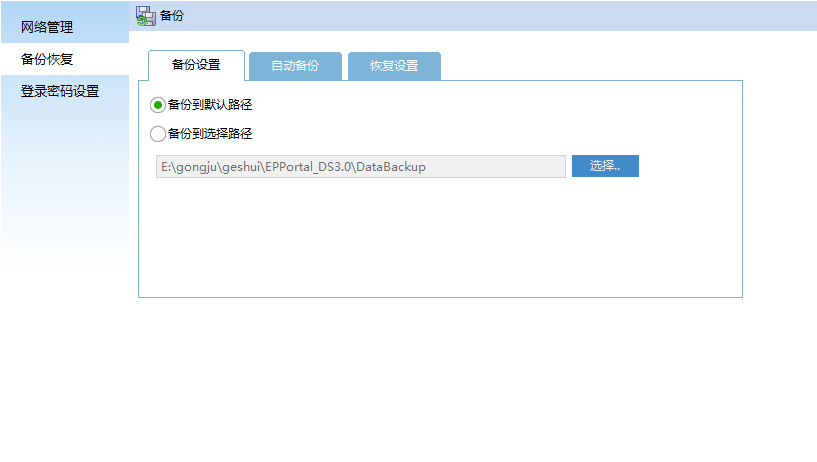 网络管理
备份恢复
登录密码设置
备份
备份设置
自动备份
恢复设置
备份到默认路径
备份到选择路径
E:\gongju\geshui\EPPortal_DS3.0\DataBackup
选择..